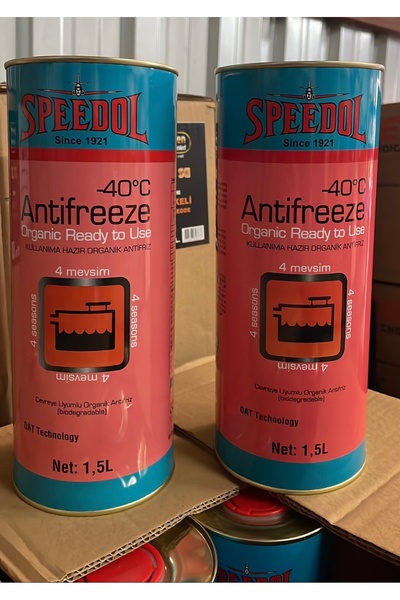 SPEEDOL
Since 1921
-40°C
Antifreeze
Organic Ready to Use
KULLANIMA HAZIR ORGANİK ANTİFRİZ
4 mevsim
4 seasons
4 seasons
4 mevsim
Çevreye Uyumlu Organik Antifriz
(biodegradable)
OAT Technology
Net: 1,5L
SPEEDOL
Since 1921
-40°C
Antifreeze
Organic Ready to Use
KULLANIMA HAZIR ORGANİK ANTİFRİZ
4 mevsim
4 seasons
4 seasons
4 mevsim
Çevreye Uyumlu Organik Antifriz
(biodegradable)
OAT Technology
Net: 1,5L
SPEEDOL